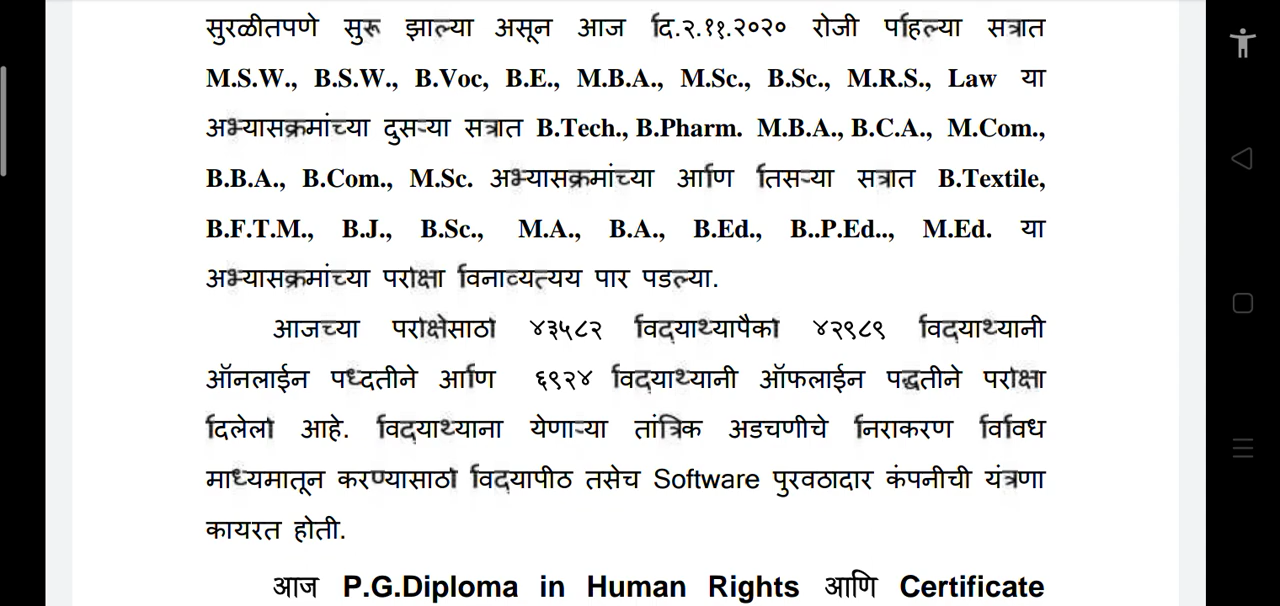 सुरळीतपणे सुरू झाल्या असून आज दि.२.११.२०२० रोजी पहिल्या सत्रात
M.S.W., B.S.W., B.Voc, B.E., M.B.A., M.Sc., B.Sc., M.R.S., Law या
अभ्यासक्रमांच्या दुसऱ्या सत्रात B.Tech., B.Pharm. M.B.A., B.C.A., M.Com.,
B.B.A., B.Com., M.Sc. अभ्यासक्रमांच्या आणि तिसऱ्या सत्रात B.Textile,
B.F.T.M., B.J., B.Sc., M.A., B.A., B.Ed., B..P.Ed.., M.Ed. या
अभ्यासक्रमांच्या परीक्षा विनाव्यत्यय पार पडल्या.
आजच्या परीक्षेसाठी ४३५८२ विद्यार्थ्यापैकी ४२९८९ विद्यार्थ्यानी
ऑनलाईन पध्दतीने आणि ६९२४ विद्यार्थ्यानी ऑफलाईन पद्धतीने परीक्षा
दिलेली आहे. विद्यार्थ्याना येणाऱ्या तांत्रिक अडचणीचे निराकरण विविध
माध्यमातून करण्यासाठी विद्यापीठ तसेच Software पुरवठादार कंपनीची यंत्रणा
कार्यरत होती.
आज P.G.Diploma in Human Rights आणि Certificate